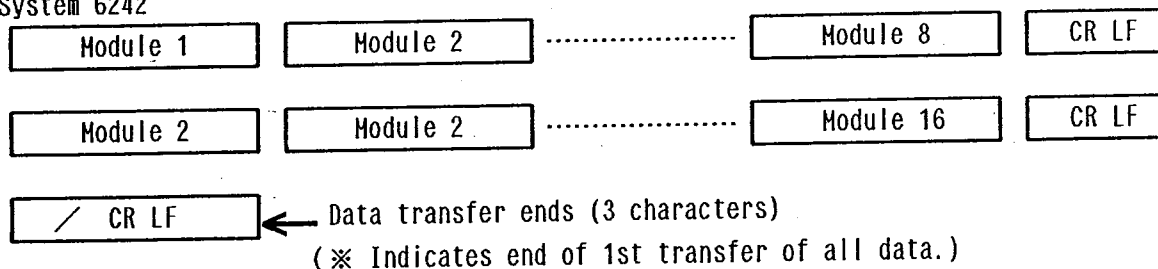 System 6242
Module 1 Module 2 .................... Module 8 CR LF
Module 2 Module 2 .................... Module 16 CR LF
/ CR LF ← Data transfer ends (3 characters)
(※ Indicates end of 1st transfer of all data.)